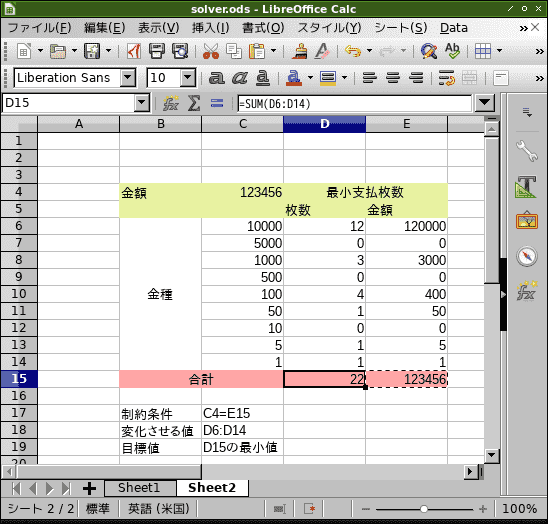 solver.ods - LibreOffice Calc
ファイル(F) 編集(E) 表示(V) 挿入(I) 書式(O) スタイル(Y) シート(S) Data
Liberation Sans 10
D15 =SUM(D6:D14)
A B C D E
1
2
3
4 金額 123456 最小支払枚数
5 枚数 金額
6 10000 12 120000
7 5000 0 0
8 1000 3 3000
9 500 0 0
10 金種 100 4 400
11 50 1 50
12 10 0 0
13 5 1 5
14 1 1 1
15 合計 22 123456
16
17 制約条件 C4=E15
18 変化させる値 D6:D14
19 目標値 D15の最小値
20
Sheet1 Sheet2
シート 2 / 2 標準 英語 (米国) 100%